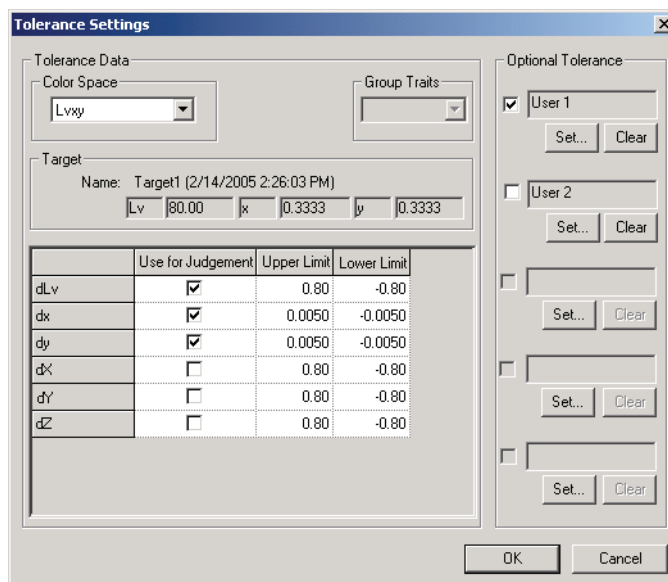 Tolerance Settings
Tolerance Data
Color Space
Lvxy
Group Traits
Target
Name: Target1 (2/14/2005 2:26:03 PM)
Lv 80.00 x 0.3333 y 0.3333
Use for Judgement Upper Limit Lower Limit
dLv 0.80 -0.80
dx 0.0050 -0.0050
dy 0.0050 -0.0050
dX 0.80 -0.80
dY 0.80 -0.80
dZ 0.80 -0.80
Optional Tolerance
User 1
Set... Clear
User 2
Set... Clear
Set... Clear
Set... Clear
Set... Clear
OK Cancel